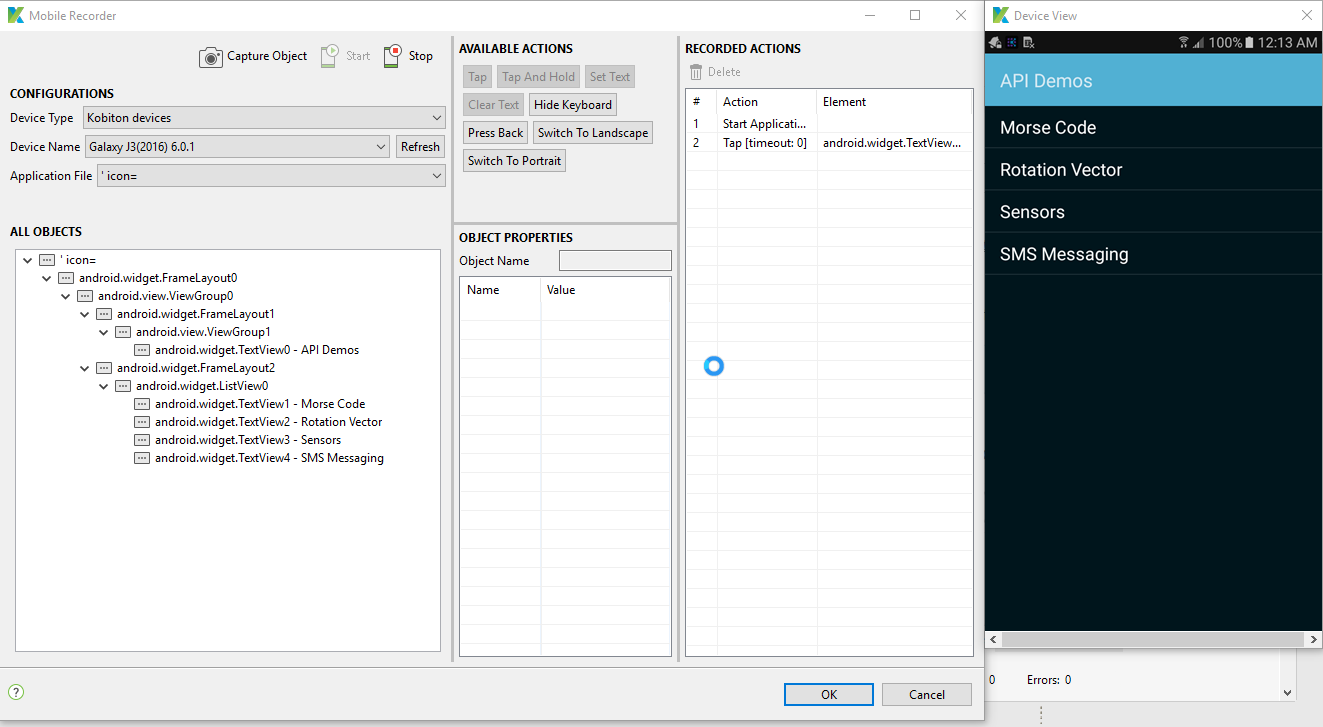 Mobile Recorder
Capture Object
Start
Stop
CONFIGURATIONS
Device Type
Kobiton devices
Device Name
Galaxy J3(2016) 6.0.1
Refresh
Application File
' icon=
ALL OBJECTS
' icon=
android.widget.FrameLayout0
android.view.ViewGroup0
android.widget.FrameLayout1
android.view.ViewGroup1
android.widget.TextView0 - API Demos
android.widget.FrameLayout2
android.widget.ListView0
android.widget.TextView1 - Morse Code
android.widget.TextView2 - Rotation Vector
android.widget.TextView3 - Sensors
android.widget.TextView4 - SMS Messaging
AVAILABLE ACTIONS
Tap Tap And Hold Set Text
Clear Text Hide Keyboard
Press Back Switch To Landscape
Switch To Portrait
OBJECT PROPERTIES
Object Name
Name Value
RECORDED ACTIONS
Delete
# Action Element
1 Start Applicati...
2 Tap [timeout: 0] android.widget.TextView...
?
OK
Cancel
Device View
100% 12:13 AM
API Demos
Morse Code
Rotation Vector
Sensors
SMS Messaging
0 Errors: 0